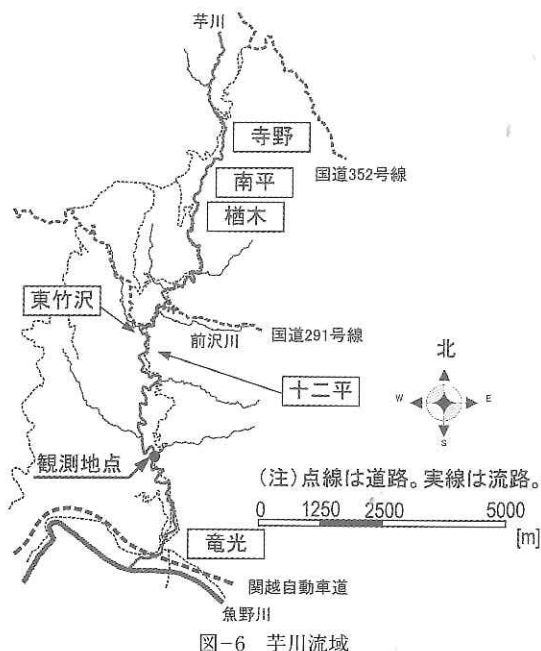 芋川
寺野
南平
国道352号線
楢木
東竹沢
国道291号線
前沢川
北
十二平
W
E
S
観測地点
(注)点線は道路。実線は流路。
0 1250 2500 5000
[m]
竜光
関越自動車道
魚野川
図-6 芋川流域